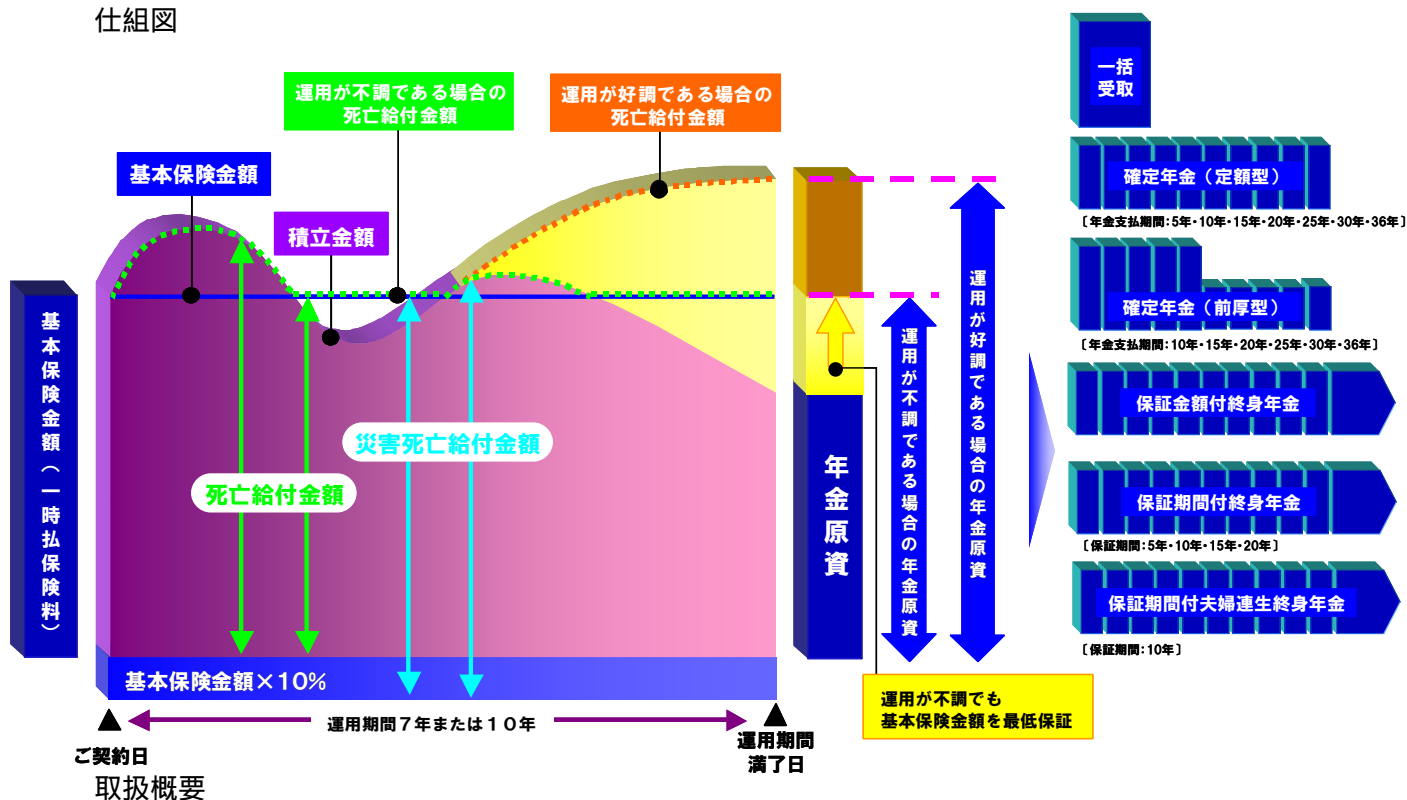 仕組図
運用が不調である場合の
死亡給付金額
運用が好調である場合の
死亡給付金額
基本保険金額
積立金額
基本保険金額（一時払保険料）
災害死亡給付金額
死亡給付金額
基本保険金額×10%
運用期間７年または１０年
ご契約日
運用期間
満了日
年金原資
運用が不調である場合の年金原資
運用が好調である場合の年金原資
運用が不調でも
基本保険金額を最低保証
一括
受取
確定年金（定額型）
〔年金支払期間：5年・10年・15年・20年・25年・30年・36年〕
確定年金（前厚型）
〔年金支払期間：10年・15年・20年・25年・30年・36年〕
保証金額付終身年金
保証期間付終身年金
〔保証期間：5年・10年・15年・20年〕
保証期間付夫婦連生終身年金
〔保証期間：10年〕
取扱概要